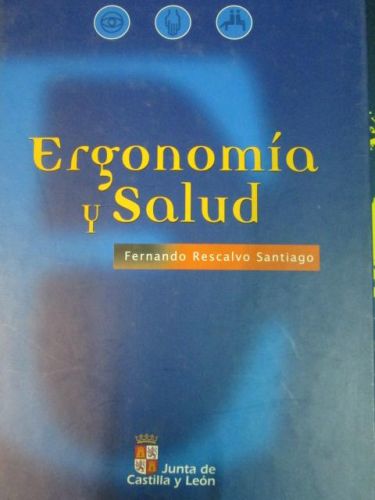 Ergonomía
y Salud
Fernando Rescalvo Santiago
Junta de
Castilla y León